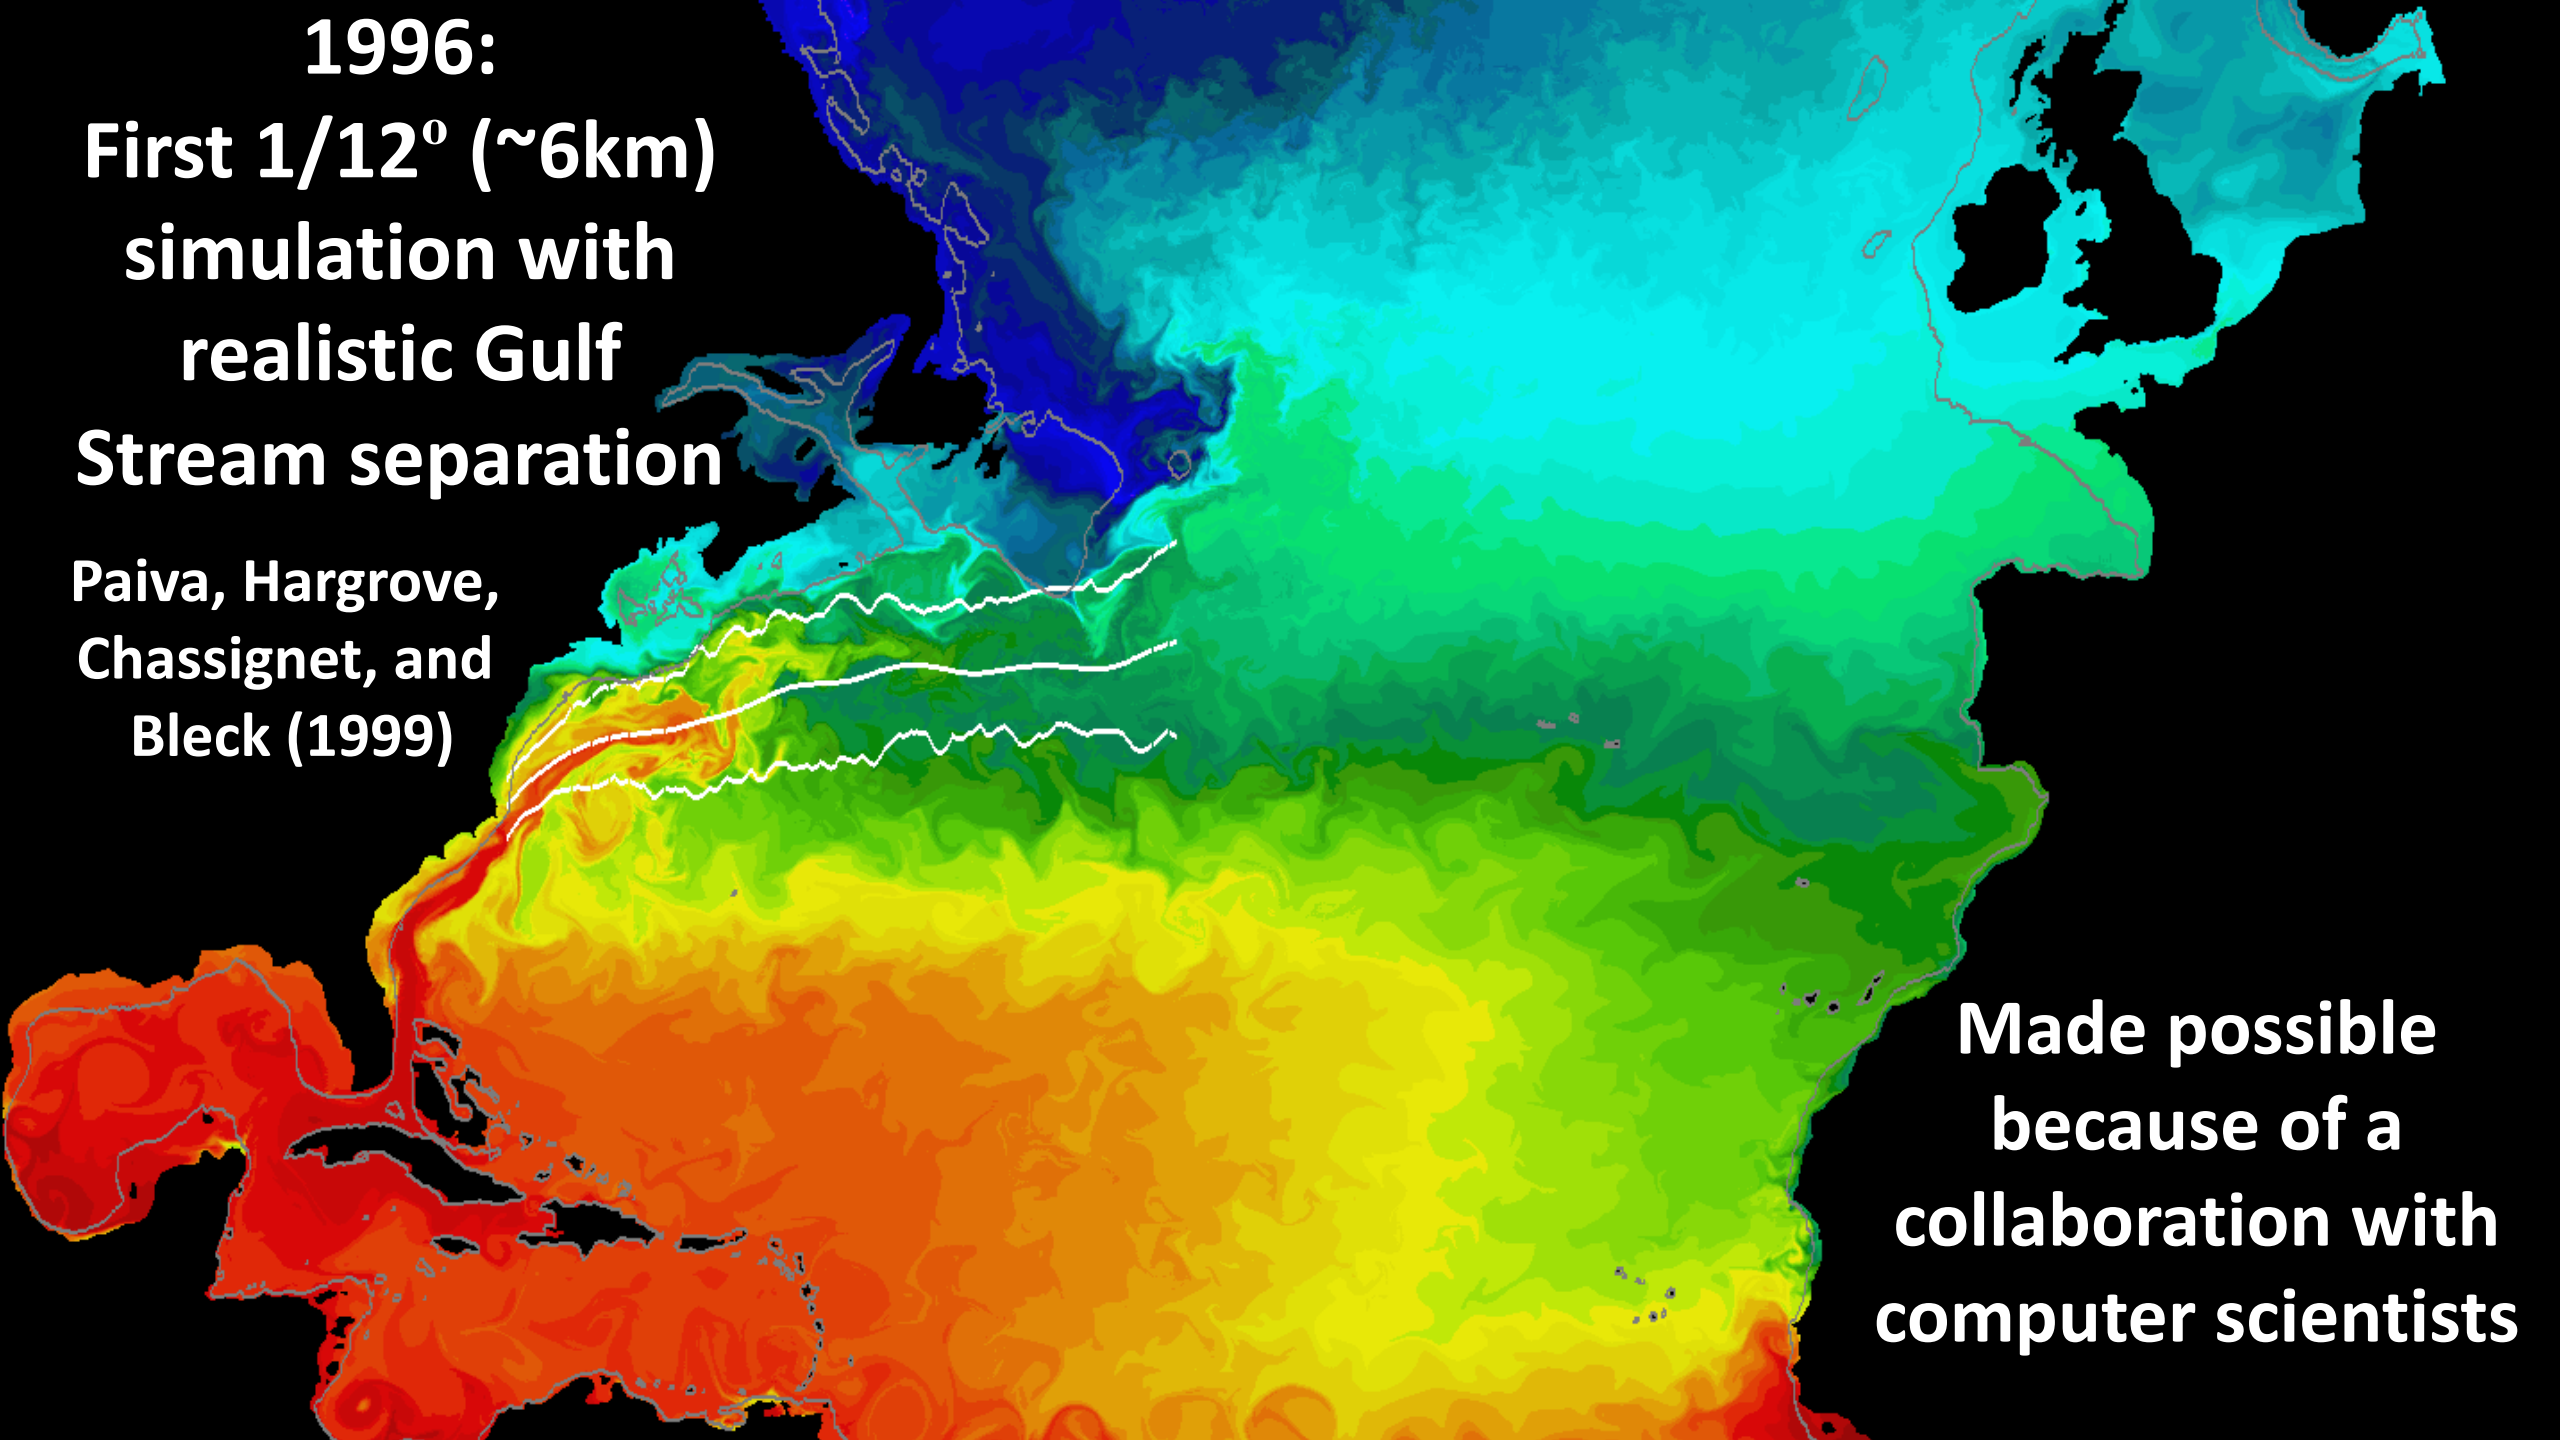 1996:
First 1/12º (~6km)
simulation with
realistic Gulf
Stream separation
Paiva, Hargrove,
Chassignet, and
Bleck (1999)
Made possible
because of a
collaboration with
computer scientists